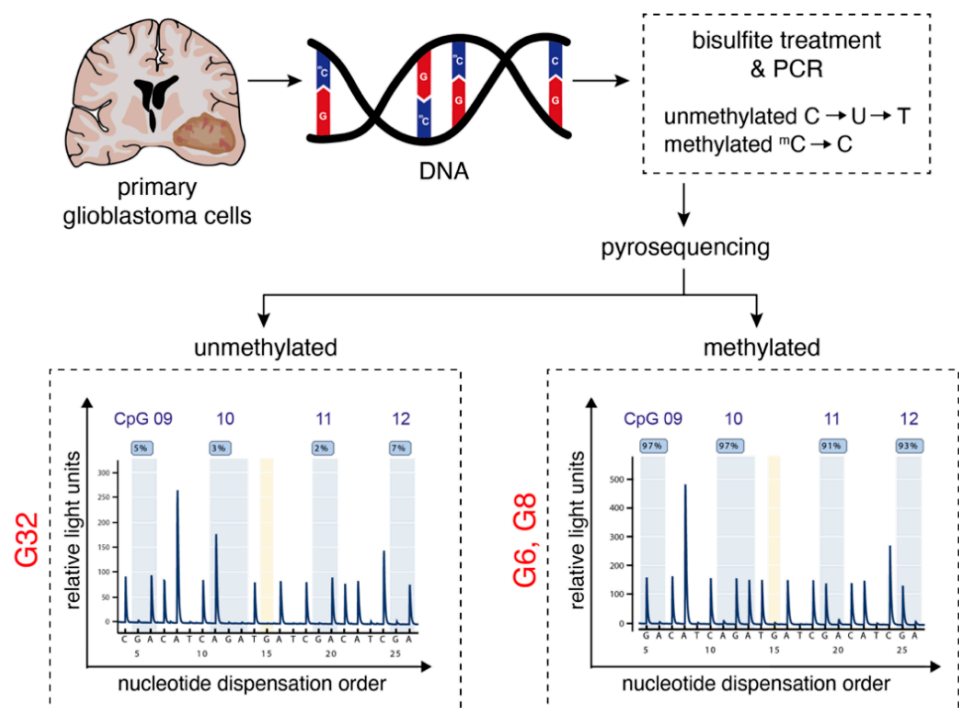 bisulfite treatment
& PCR
unmethylated C → U → T
methylated ᵐC → C
ᵐC
G
G
ᵐC
ᵐC
G
C
G
DNA
primary
glioblastoma cells
pyrosequencing
unmethylated
methylated
G32
CpG 09 10 11 12
5% 3% 2% 7%
relative light units
300
250
200
150
100
50
0
C G A C A T C A G A T G A T C G A C A T C G A
5 10 15 20 25
nucleotide dispensation order
G6, G8
CpG 09 10 11 12
97% 97% 91% 93%
relative light units
500
400
300
200
100
0
G A C A T C A G A T G A T C G A C A T C G A
5 10 15 20 25
nucleotide dispensation order